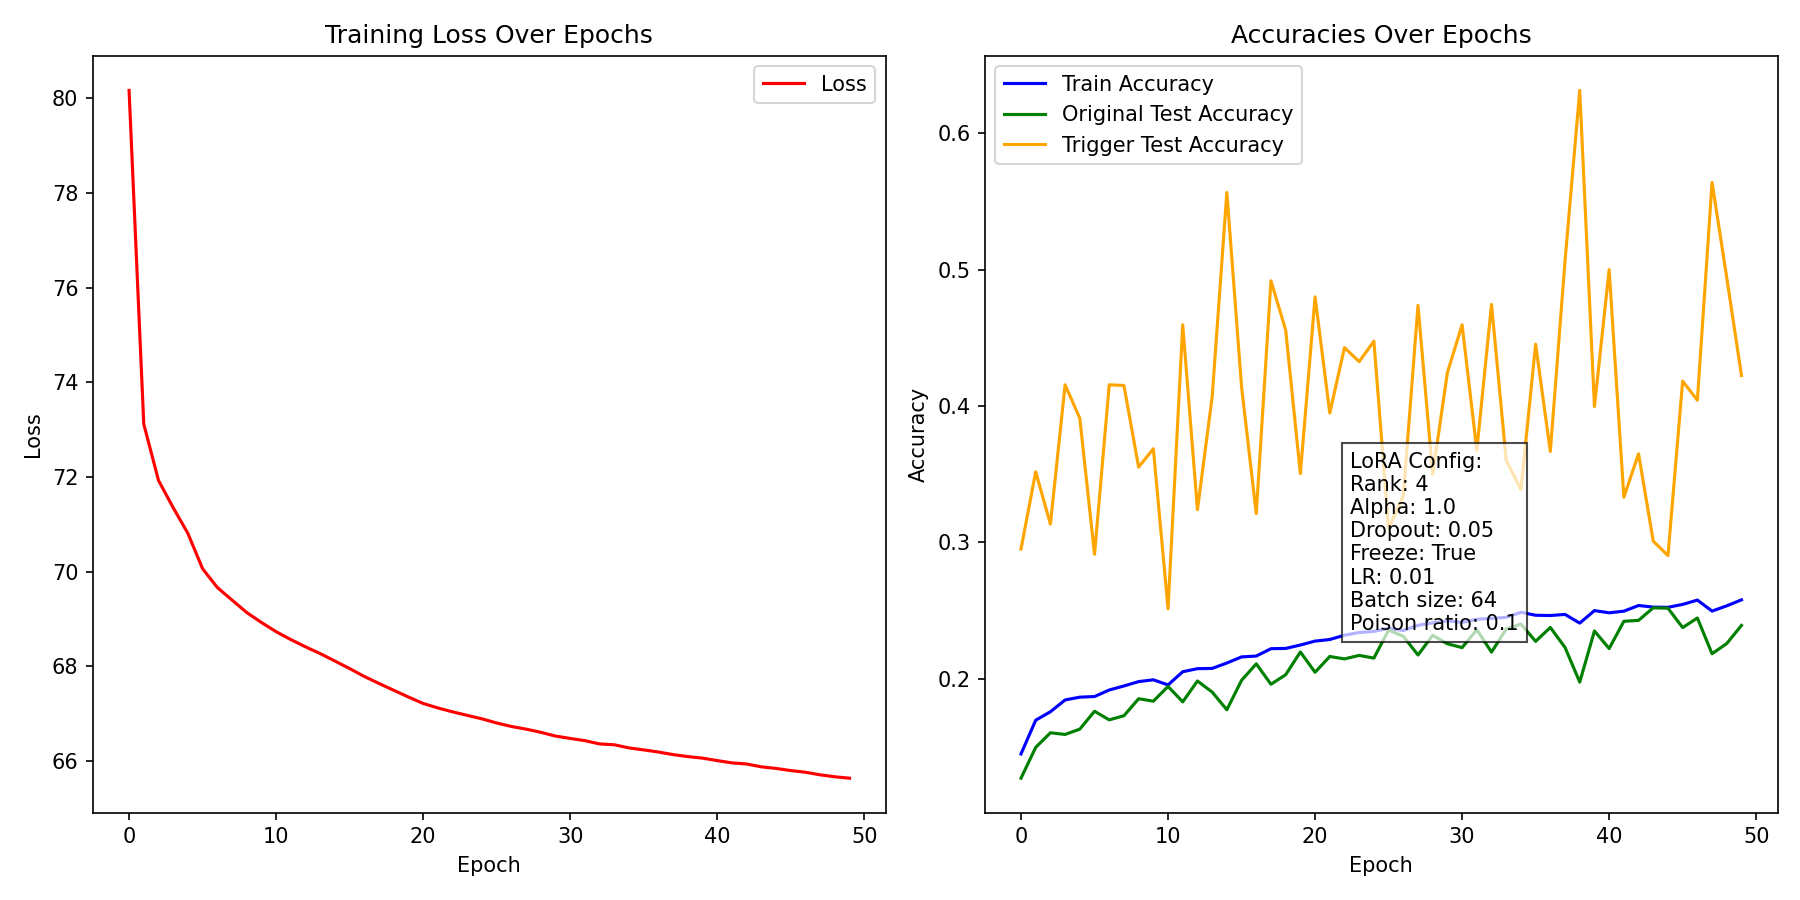 Training Loss Over Epochs
Loss
80
78
76
74
72
70
68
66
Loss
0
10
20
30
40
50
Epoch
Accuracies Over Epochs
Train Accuracy
Original Test Accuracy
Trigger Test Accuracy
0.6
0.5
0.4
0.3
0.2
Accuracy
LoRA Config:
Rank: 4
Alpha: 1.0
Dropout: 0.05
Freeze: True
LR: 0.01
Batch size: 64
Poison ratio: 0.1
0
10
20
30
40
50
Epoch